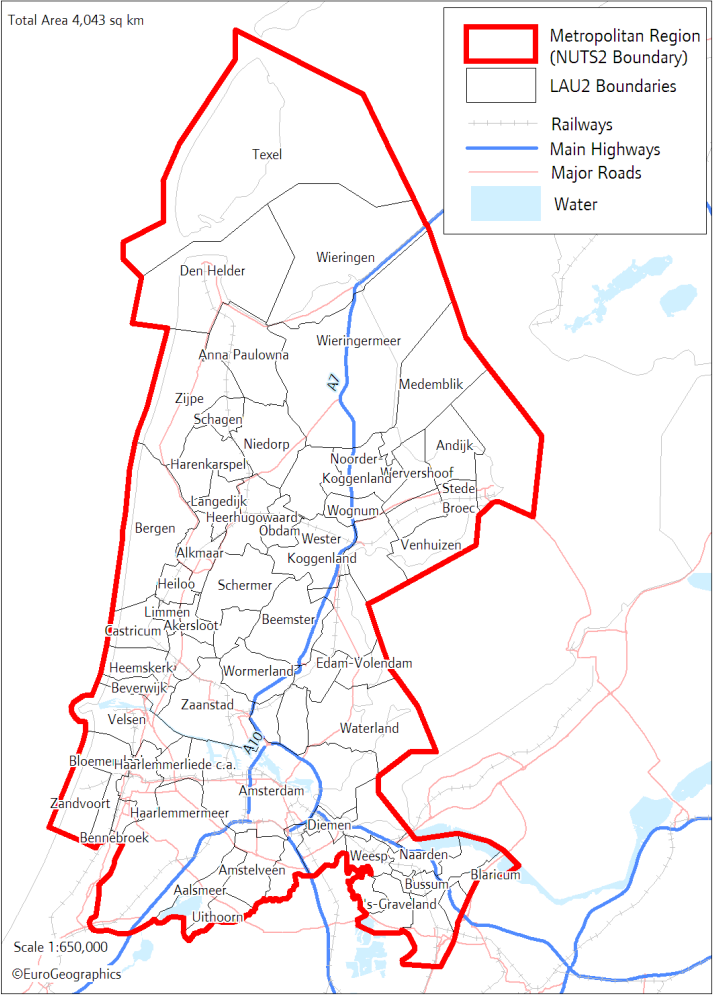 Total Area 4,043 sq km
Metropolitan Region
(NUTS2 Boundary)
LAU2 Boundaries
Railways
Main Highways
Major Roads
Water
Texel
Wieringen
Den Helder
Wieringermeer
Anna Paulowna
A7
Medemblik
Zijpe
Schagen
Niedorp
Andijk
Noorder-
Koggenland
Wervershoof
Harenkarspel
Stede
Broec
Langedijk
Wognum
Heerhugowaard
Obdam
Bergen
Wester
Koggenland
Venhuizen
Alkmaar
Heiloo
Schermer
Limmen
Akersloot
Beemster
Castricum
Heemskerk
Wormerland
Edam-Volendam
Beverwijk
Zaanstad
Velsen
Waterland
A10
Haarlemmerliede c.a.
Amsterdam
Zandvoort
Haarlemmermeer
Diemen
Bennebroek
Weesp
Naarden
Amstelveen
Blaricum
Bussum
Aalsmeer
's-Graveland
Uithoorn
Scale 1:650,000
©EuroGeographics